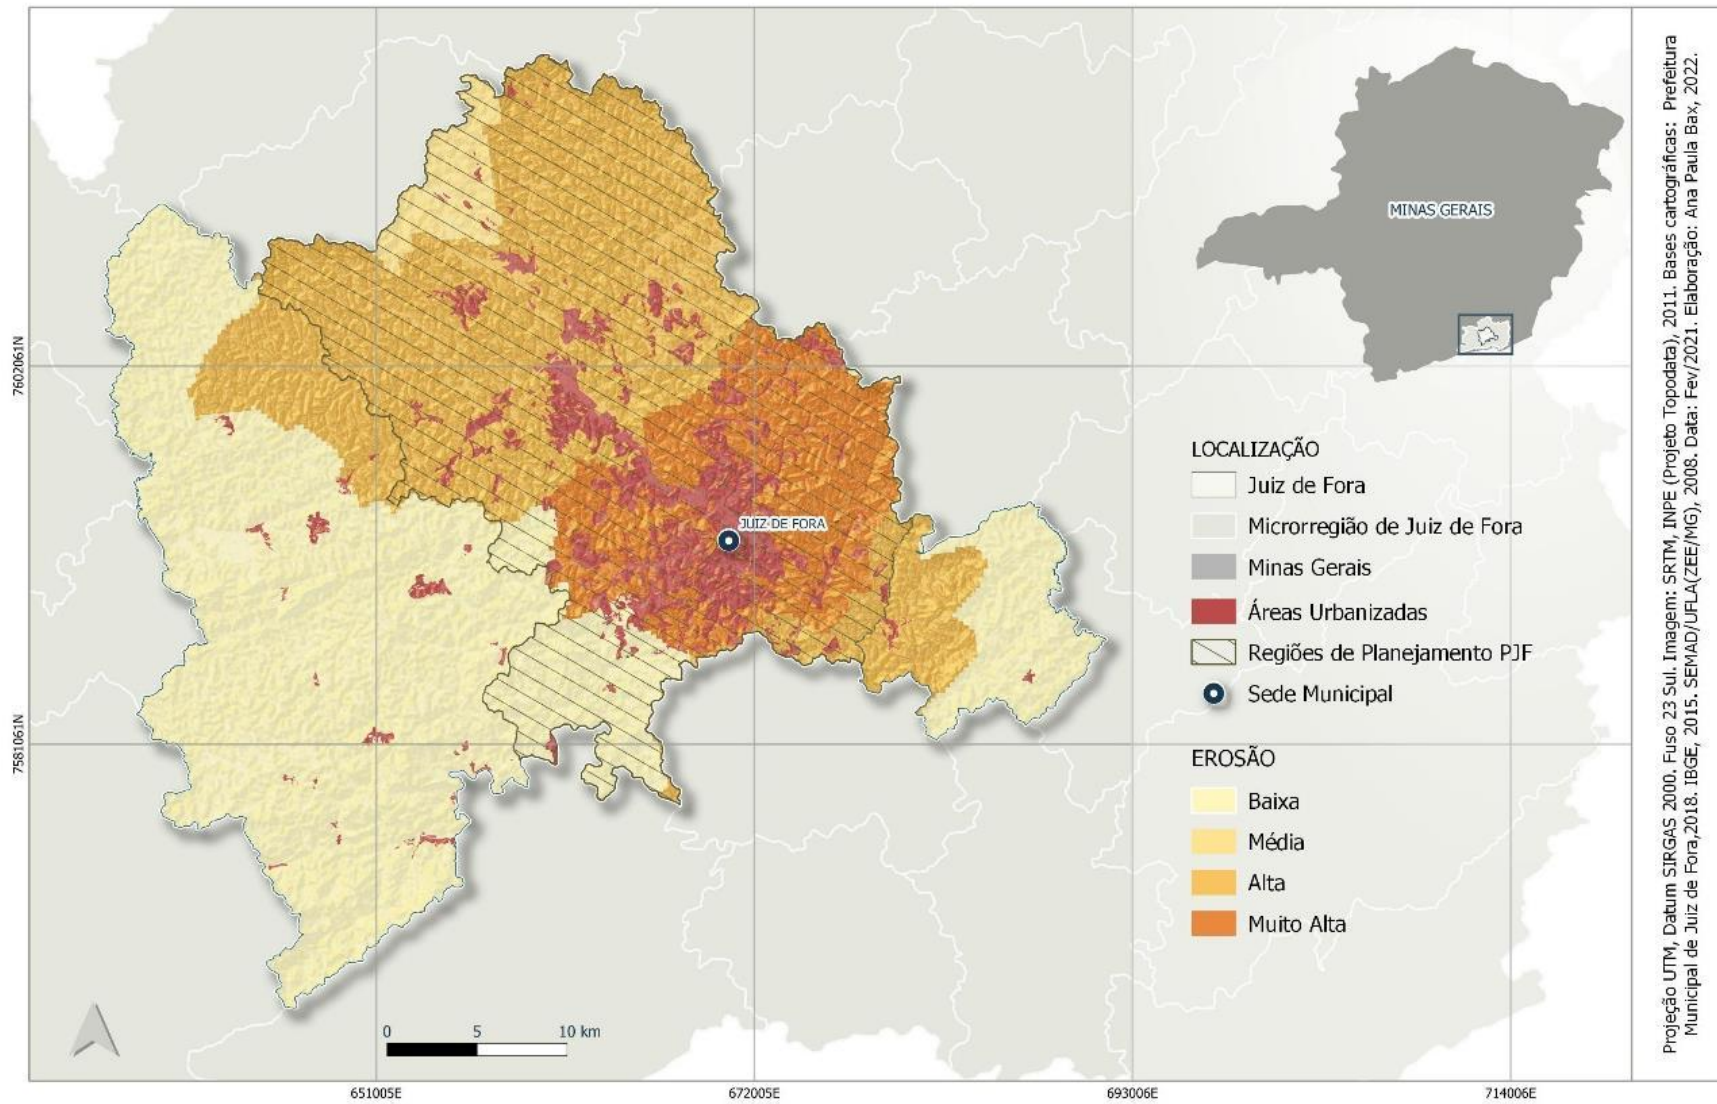 MINAS GERAIS
7602061N
JUIZ DE FORA
7581061N
LOCALIZAÇÃO
Juiz de Fora
Microrregião de Juiz de Fora
Minas Gerais
Áreas Urbanizadas
Regiões de Planejamento PJF
Sede Municipal
EROSÃO
Baixa
Média
Alta
Muito Alta
0 5 10 km
651005E 672005E 693006E 714006E
Projeção UTM, Datum SIRGAS 2000. Fuso 23 Sul. Imagem: SRTM, INPE (Projeto Topodata), 2011. Bases cartográficas: Prefeitura
Municipal de Juiz de Fora,2018. IBGE, 2015. SEMAD/UFLA(ZEE/MG), 2008. Data: Fev/2021. Elaboração: Ana Paula Bax, 2022.